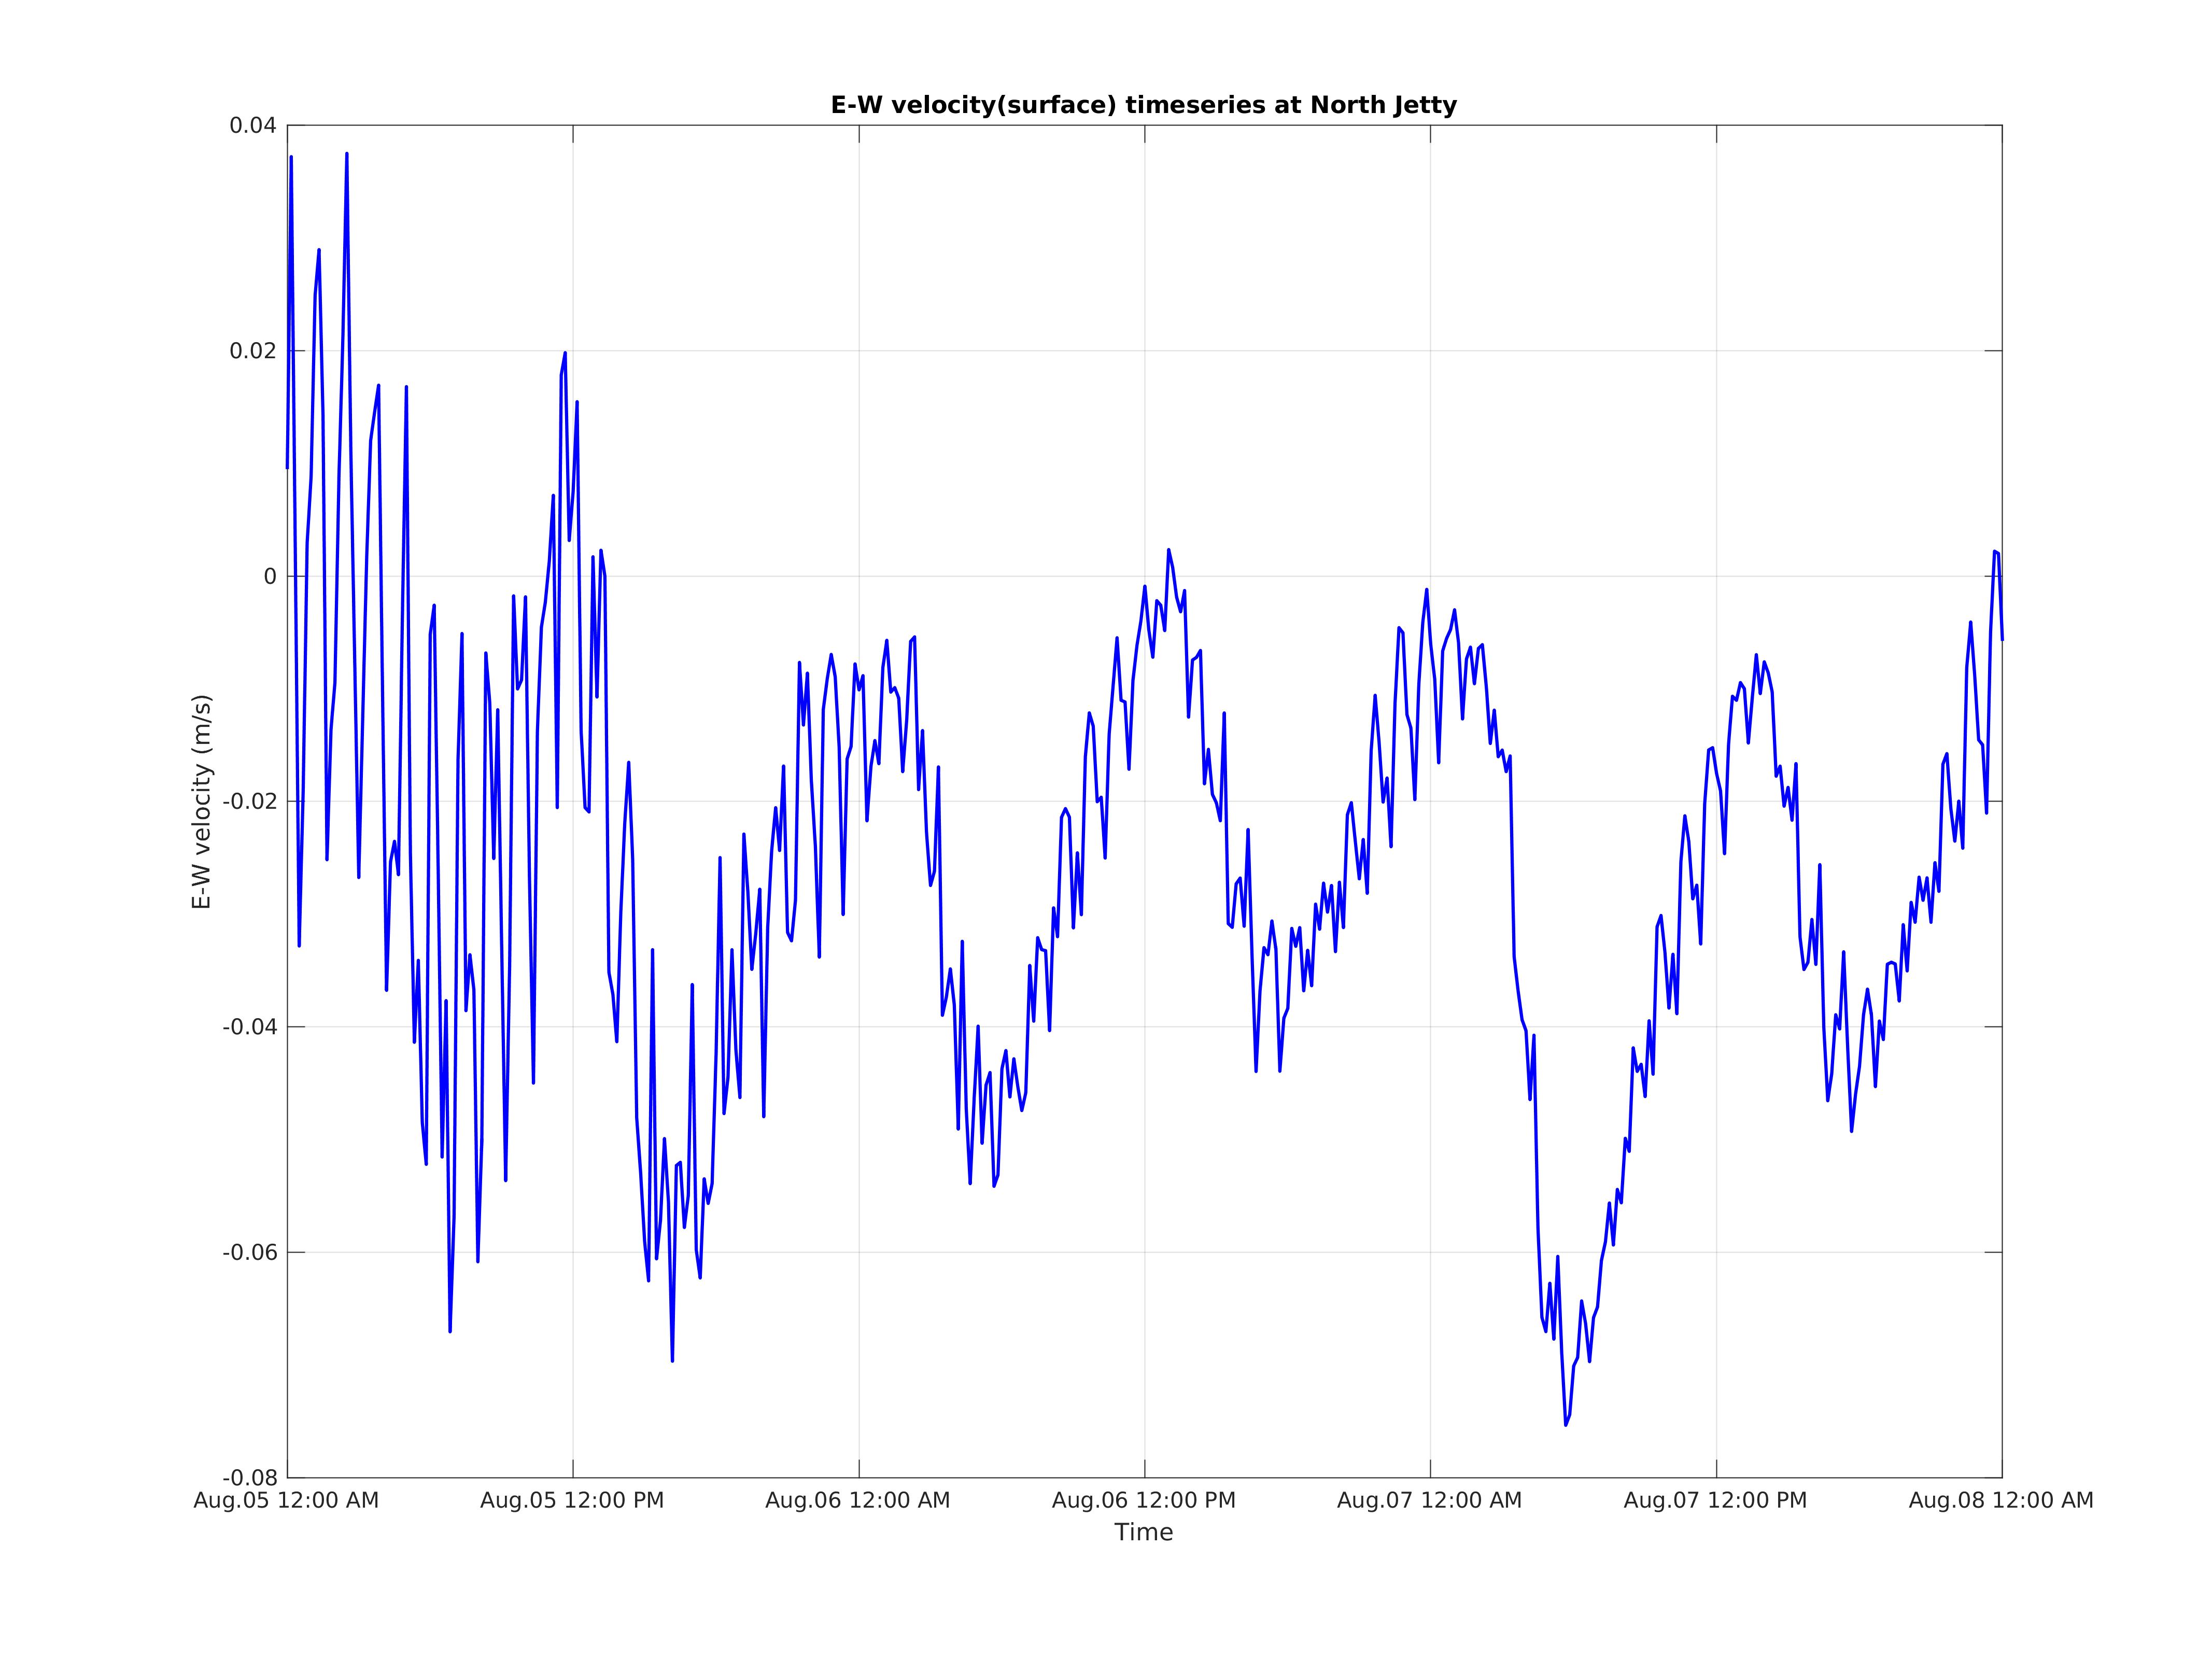 E-W velocity(surface) timeseries at North Jetty
0.04
0.02
0
-0.02
-0.04
-0.06
-0.08
E-W velocity (m/s)
Aug.05 12:00 AM Aug.05 12:00 PM Aug.06 12:00 AM Aug.06 12:00 PM Aug.07 12:00 AM Aug.07 12:00 PM Aug.08 12:00 AM
Time